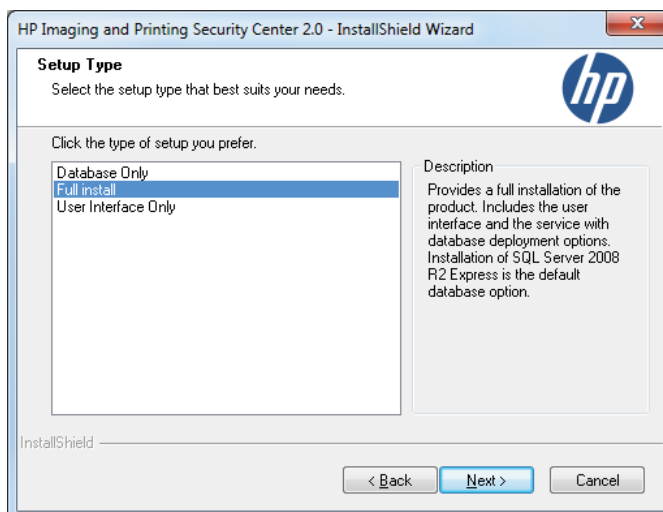 HP Imaging and Printing Security Center 2.0 - InstallShield Wizard
Setup Type
Select the setup type that best suits your needs.
hp
Click the type of setup you prefer.
Database Only
Full install
User Interface Only
Description
Provides a full installation of the
product. Includes the user
interface and the service with
database deployment options.
Installation of SQL Server 2008
R2 Express is the default
database option.
InstallShield
< Back
Next >
Cancel